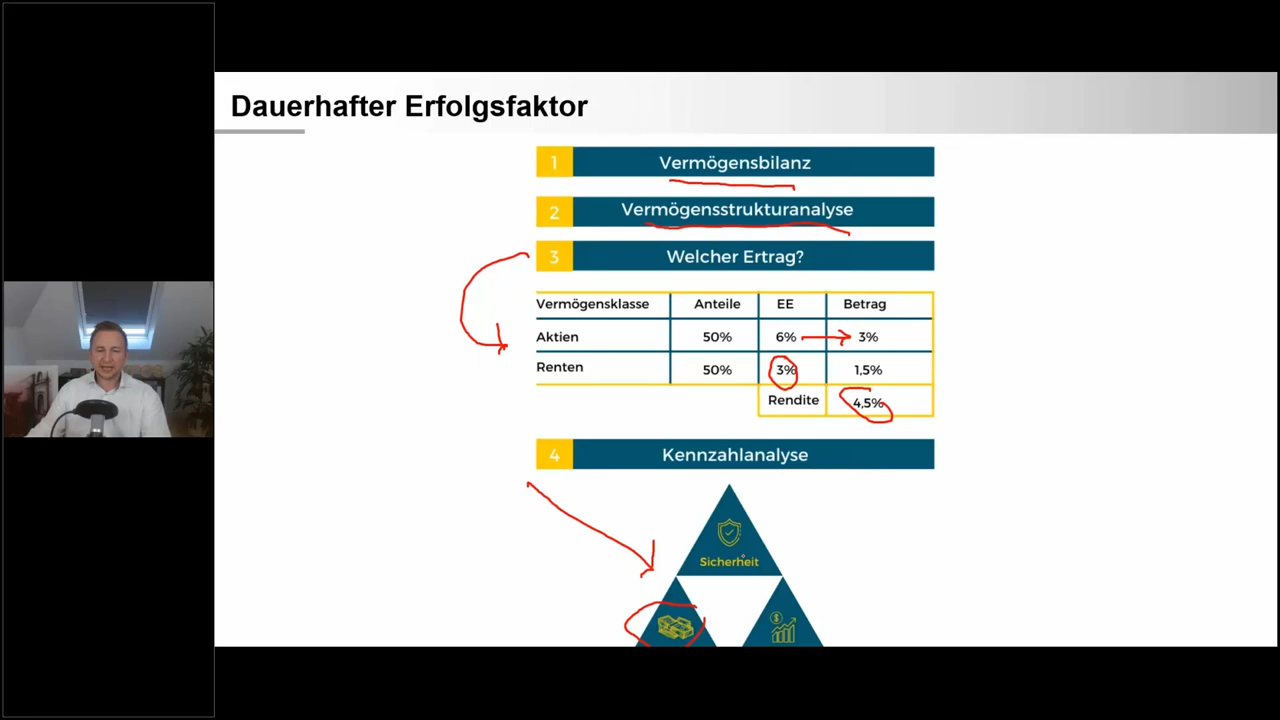 Dauerhafter Erfolgsfaktor
1 Vermögensbilanz
2 Vermögensstrukturanalyse
3 Welcher Ertrag?
Vermögensklasse Anteile EE Betrag
Aktien 50% 6% 3%
Renten 50% 3% 1,5%
Rendite 4,5%
4 Kennzahlanalyse
Sicherheit